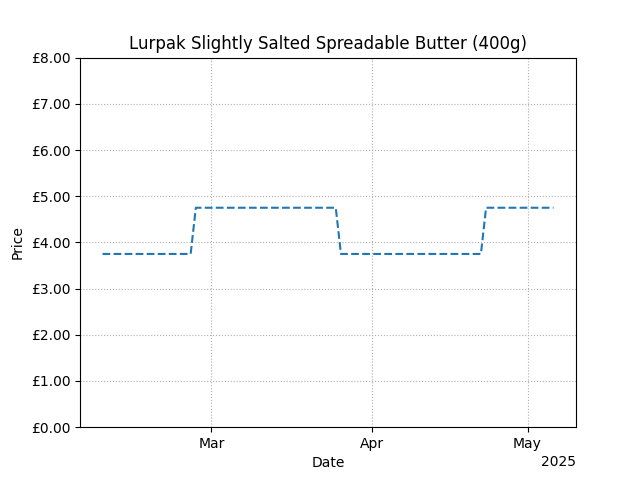 Lurpak Slightly Salted Spreadable Butter (400g)
£8.00
£7.00
£6.00
£5.00
£4.00
£3.00
£2.00
£1.00
£0.00
Price
Mar
Apr
May
Date
2025